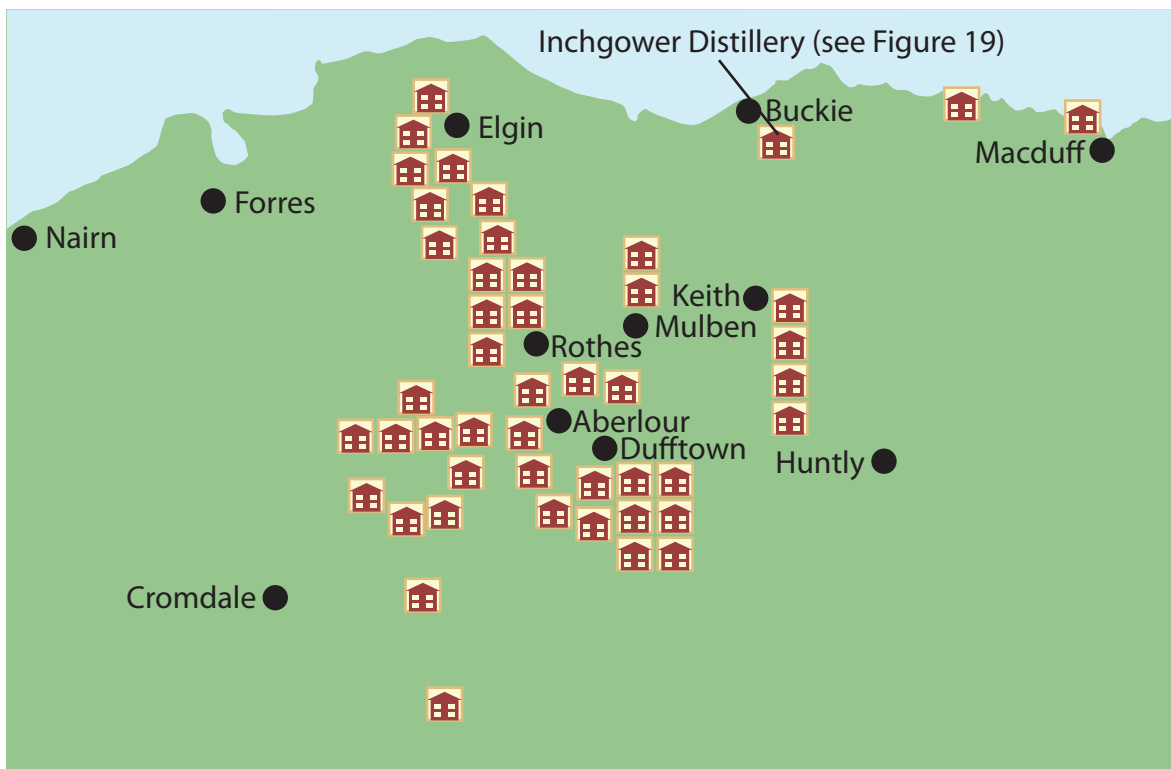 Inchgower Distillery (see Figure 19)
Buckie
Elgin
Macduff
Forres
Nairn
Keith
Mulben
Rothes
Aberlour
Dufftown
Huntly
Cromdale